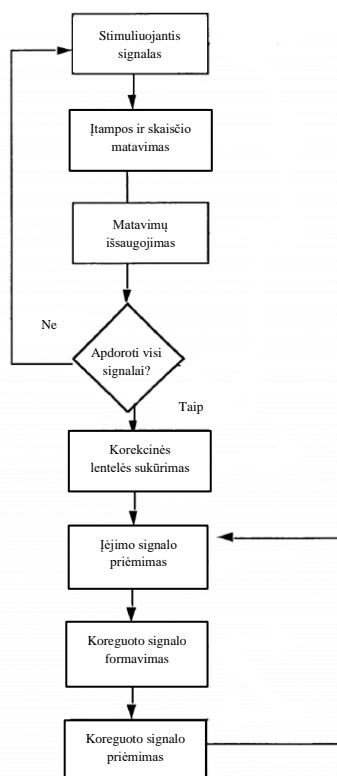 Stimuliuojantis
signalas
Įtampos ir skaisčio
matavimas
Matavimų
išsaugojimas
Ne
Apdoroti visi
signalai?
Taip
Korekcinės
lentelės sukūrimas
Įėjimo signalo
priėmimas
Koreguoto signalo
formavimas
Koreguoto signalo
priėmimas